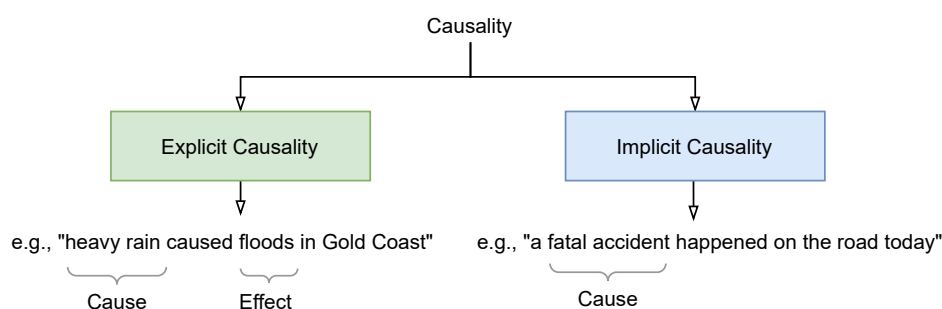 Causality
Explicit Causality
Implicit Causality
e.g., "heavy rain caused floods in Gold Coast"
e.g., "a fatal accident happened on the road today"
Cause
Effect
Cause